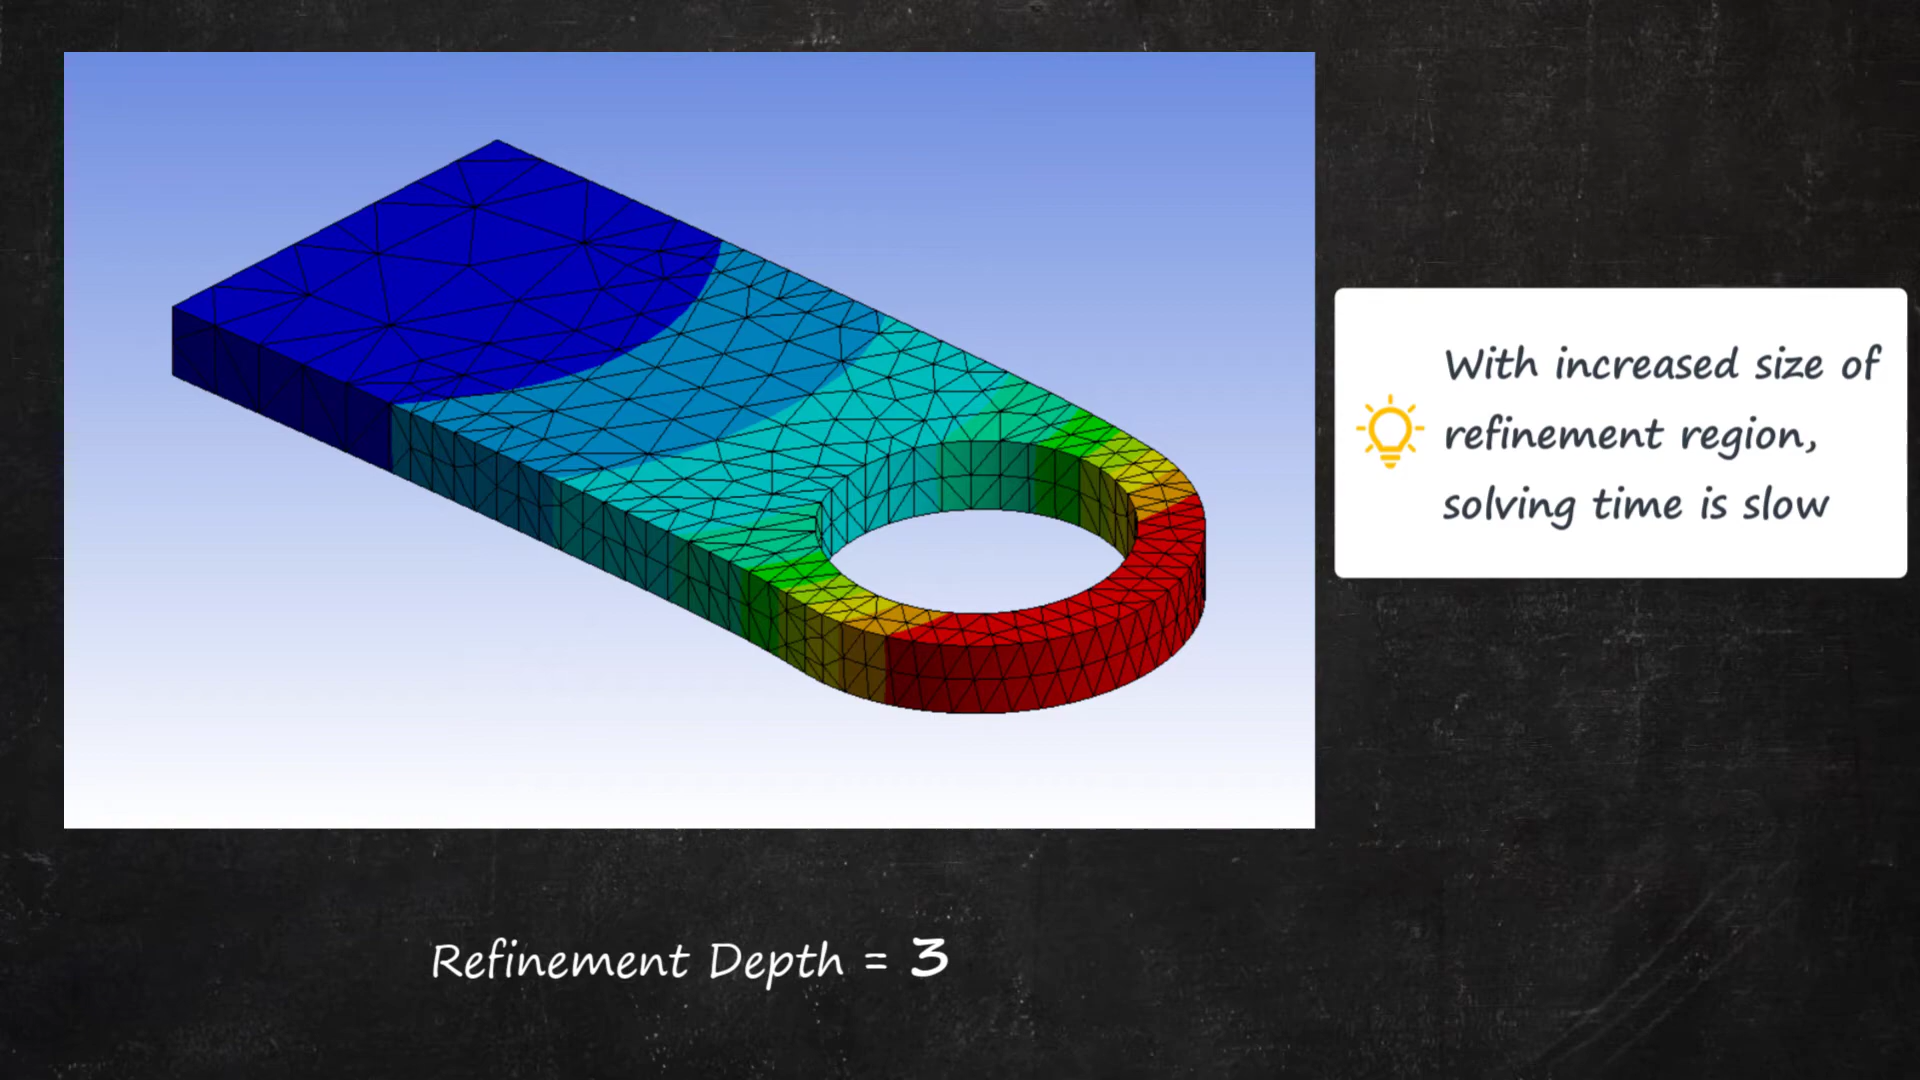 With increased size of
refinement region,
solving time is slow
Refinement Depth = 3